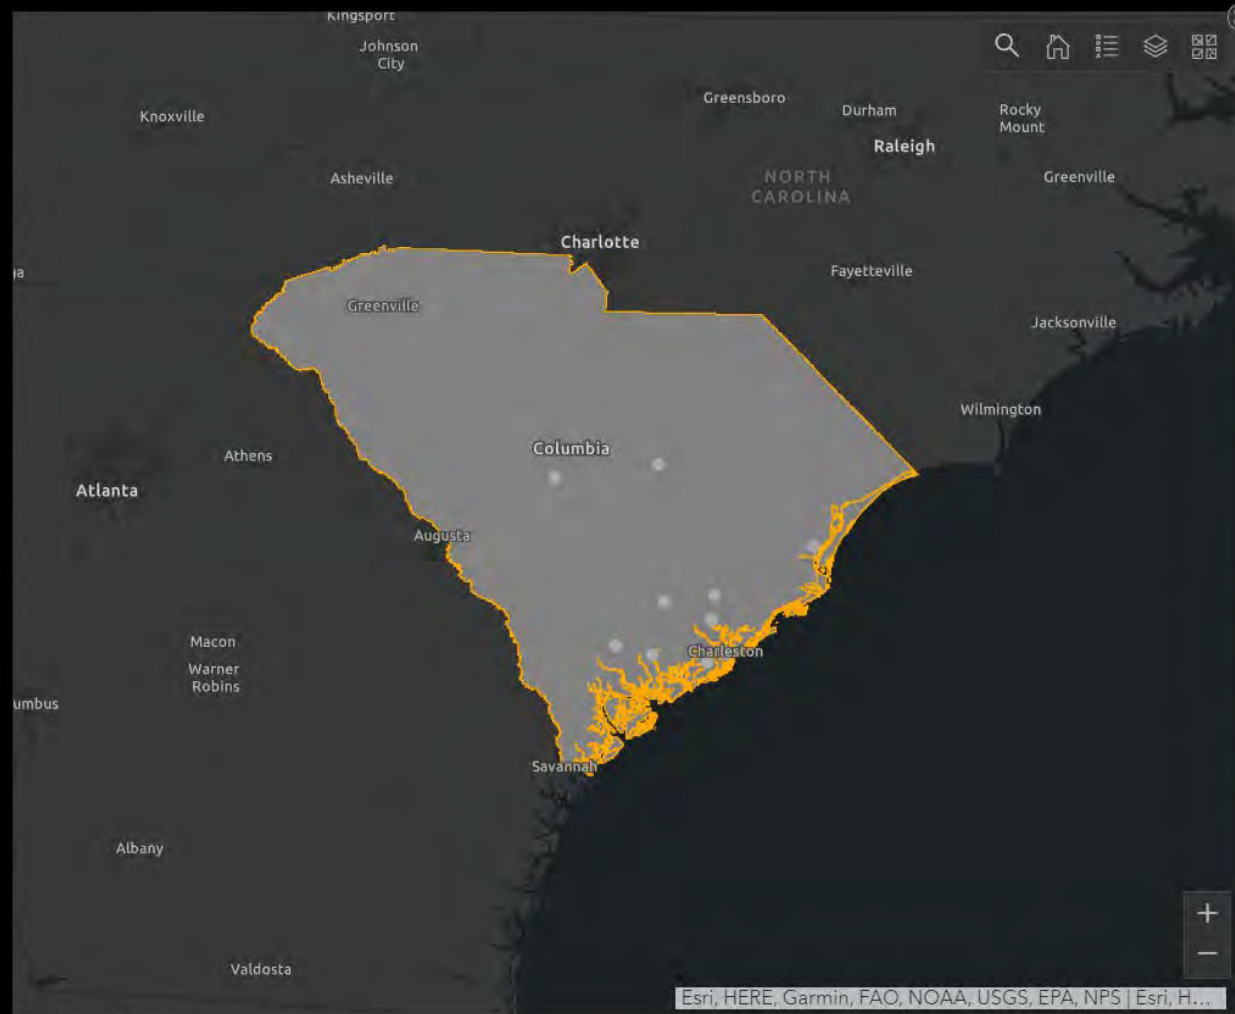 Kingsport
Johnson
City
Knoxville
Greensboro
Durham
Rocky
Mount
Raleigh
Asheville
NORTH
CAROLINA
Greenville
Charlotte
Fayetteville
Greenville
Jacksonville
Wilmington
Columbia
Athens
Atlanta
Augusta
Macon
Warner
Robins
Charleston
umbus
Savannah
Albany
Valdosta
+
−
Esri, HERE, Garmin, FAO, NOAA, USGS, EPA, NPS | Esri, H...